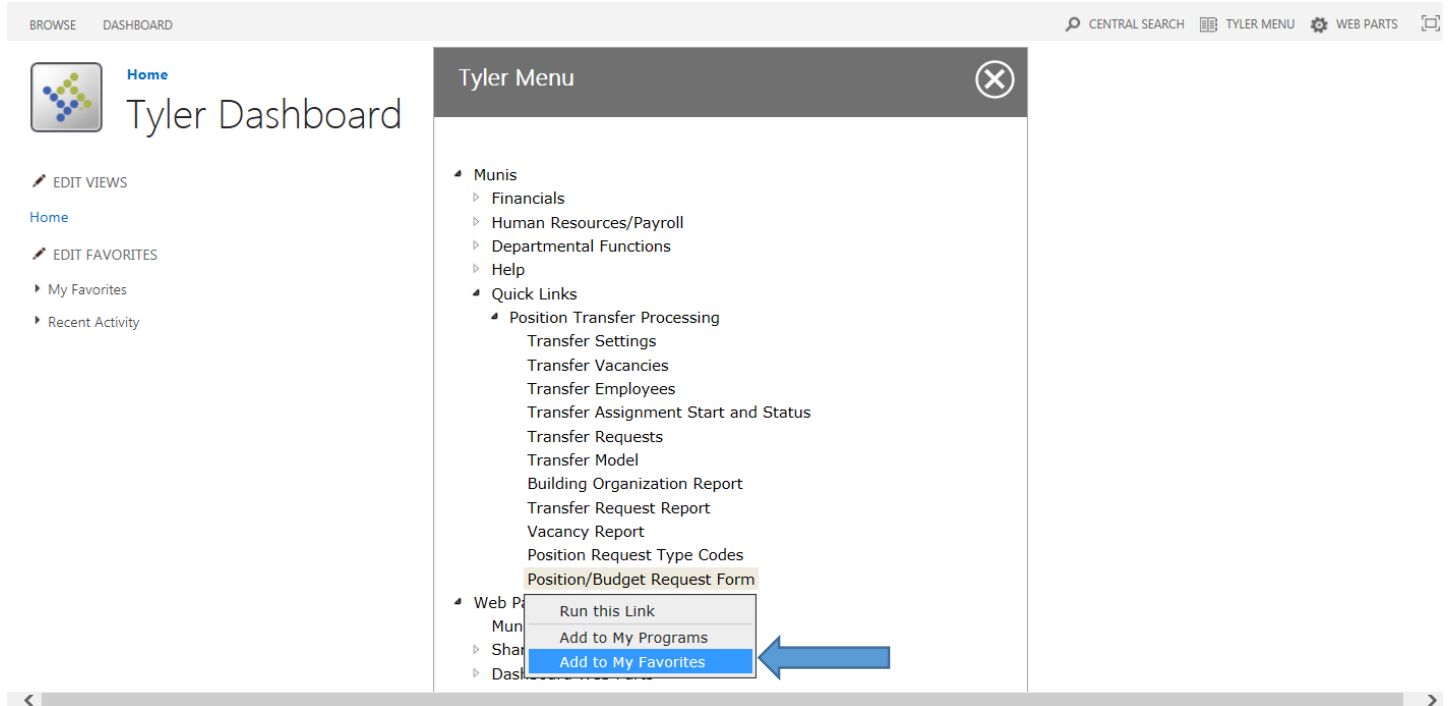 BROWSE DASHBOARD CENTRAL SEARCH TYLER MENU WEB PARTS
Home
Tyler Dashboard
EDIT VIEWS
Home
EDIT FAVORITES
My Favorites
Recent Activity
Tyler Menu
Munis
Financials
Human Resources/Payroll
Departmental Functions
Help
Quick Links
Position Transfer Processing
Transfer Settings
Transfer Vacancies
Transfer Employees
Transfer Assignment Start and Status
Transfer Requests
Transfer Model
Building Organization Report
Transfer Request Report
Vacancy Report
Position Request Type Codes
Position/Budget Request Form
Web
Run this Link
Add to My Programs
Add to My Favorites